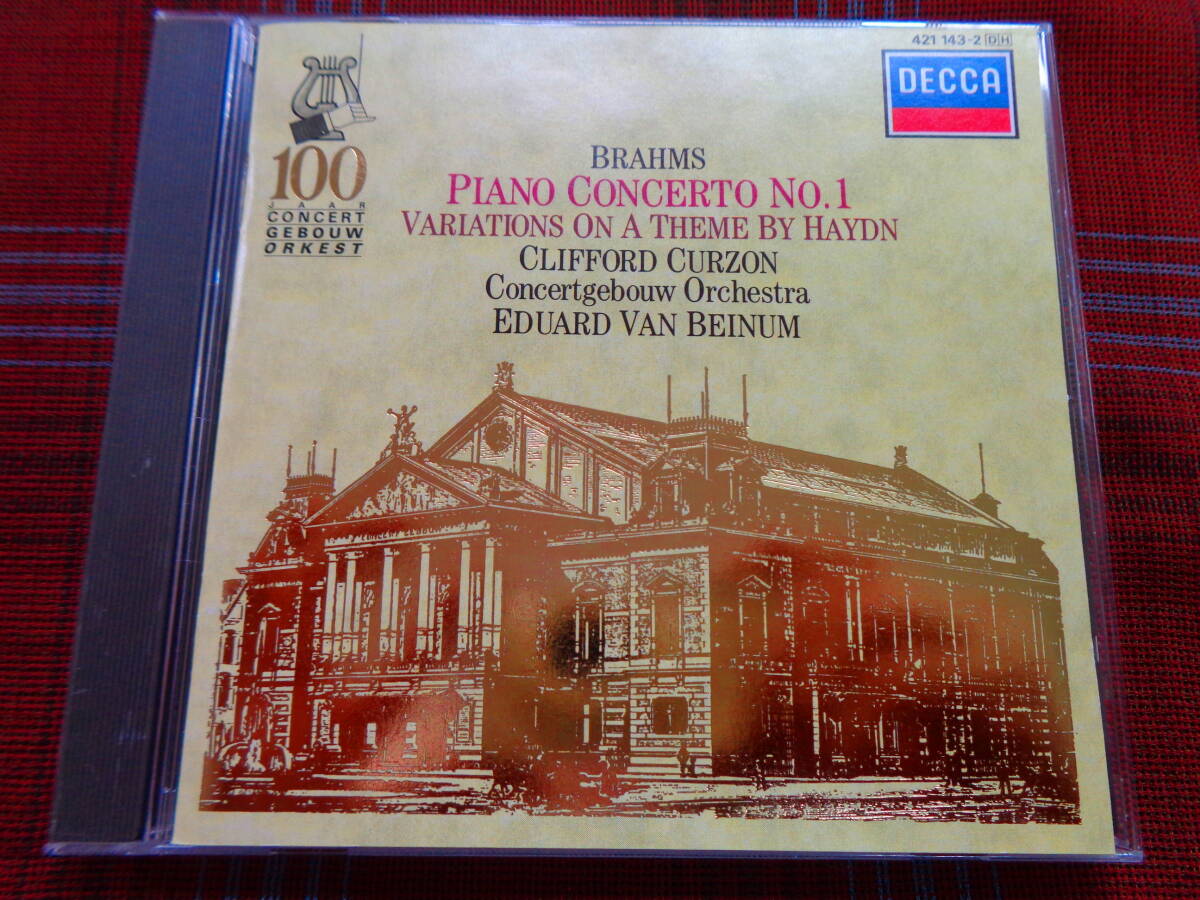 421 143-2 DH
DECCA
100
JAAR
CONCERT
GEBOUW
ORKEST
BRAHMS
PIANO CONCERTO NO.1
VARIATIONS ON A THEME BY HAYDN
CLIFFORD CURZON
Concertgebouw Orchestra
EDUARD VAN BEINUM